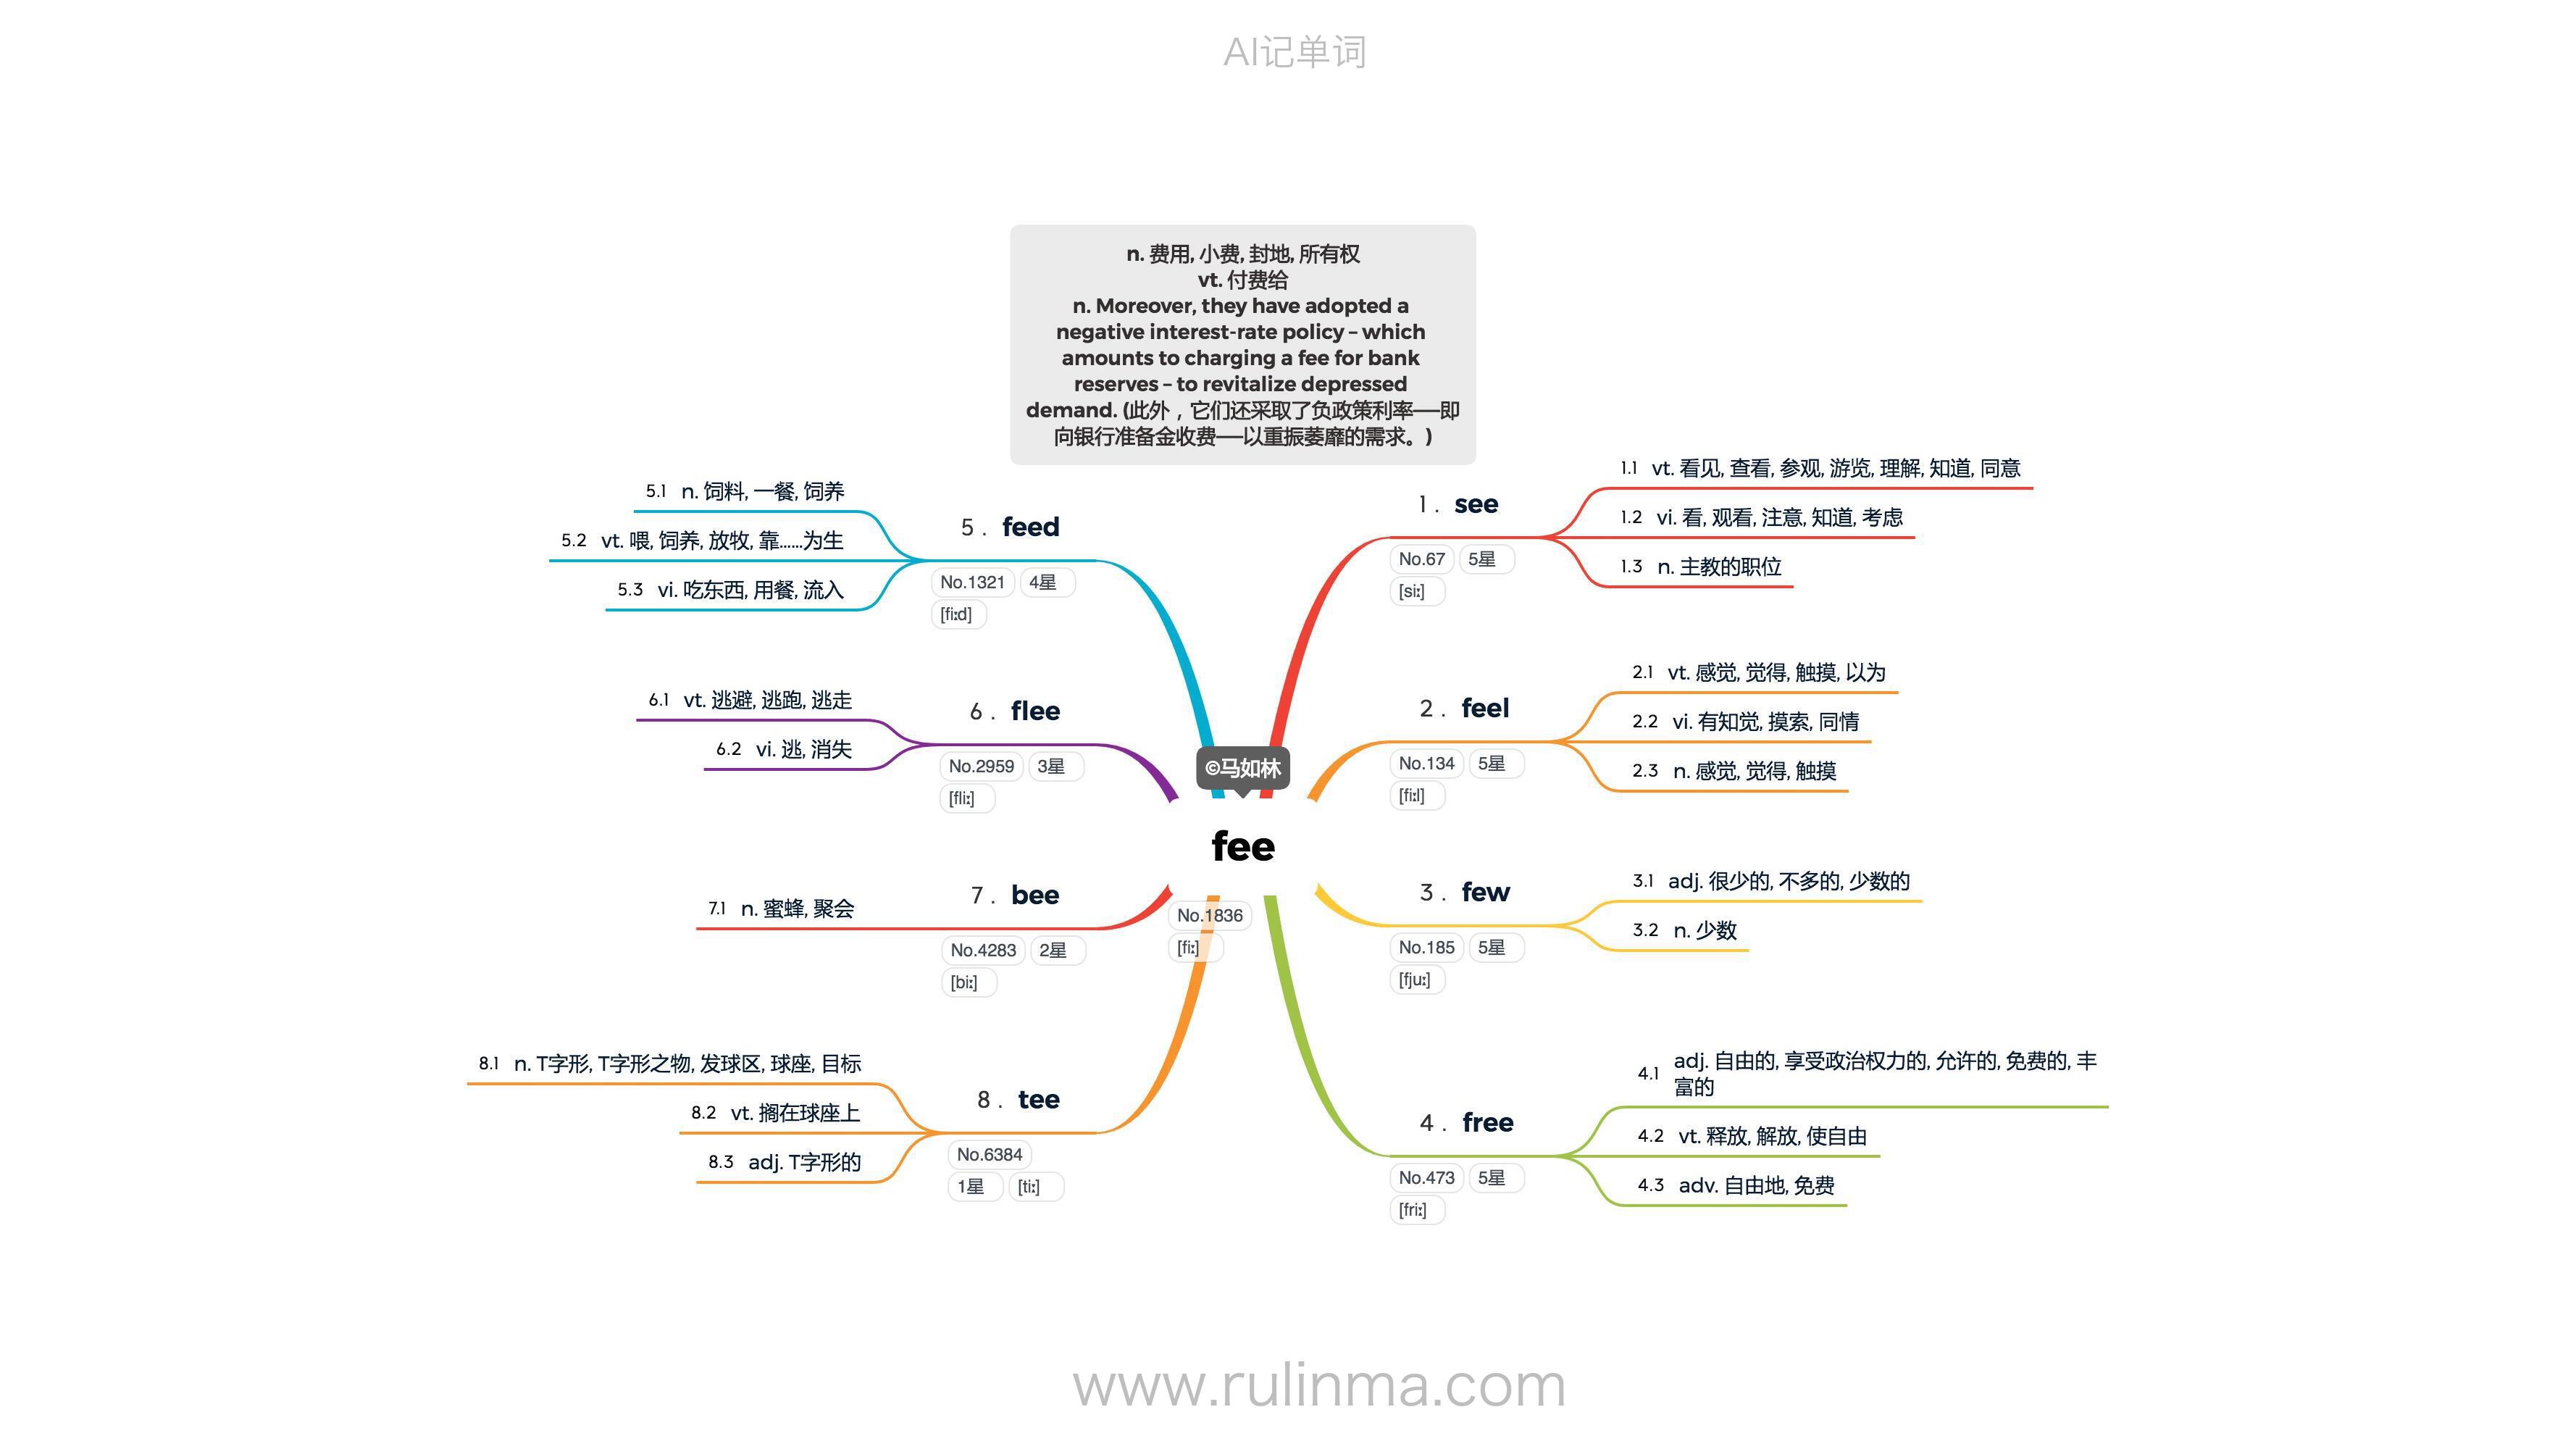 AI记单词
n. 费用, 小费, 封地, 所有权
vt. 付费给
n. Moreover, they have adopted a
negative interest-rate policy – which
amounts to charging a fee for bank
reserves – to revitalize depressed
demand. (此外，它们还采取了负政策利率——即
向银行准备金收费——以重振萎靡的需求。)
©马如林
fee
No.1836
[fiː]
1. see
No.67 5星
[siː]
1.1 vt. 看见, 查看, 参观, 游览, 理解, 知道, 同意
1.2 vi. 看, 观看, 注意, 知道, 考虑
1.3 n. 主教的职位
2. feel
No.134 5星
[fiːl]
2.1 vt. 感觉, 觉得, 触摸, 以为
2.2 vi. 有知觉, 摸索, 同情
2.3 n. 感觉, 觉得, 触摸
3. few
No.185 5星
[fjuː]
3.1 adj. 很少的, 不多的, 少数的
3.2 n. 少数
4. free
No.473 5星
[friː]
4.1 adj. 自由的, 享受政治权力的, 允许的, 免费的, 丰
富的
4.2 vt. 释放, 解放, 使自由
4.3 adv. 自由地, 免费
5. feed
No.1321 4星
[fiːd]
5.1 n. 饲料, 一餐, 饲养
5.2 vt. 喂, 饲养, 放牧, 靠……为生
5.3 vi. 吃东西, 用餐, 流入
6. flee
No.2959 3星
[fliː]
6.1 vt. 逃避, 逃跑, 逃走
6.2 vi. 逃, 消失
7. bee
No.4283 2星
[biː]
7.1 n. 蜜蜂, 聚会
8. tee
No.6384
1星 [tiː]
8.1 n. T字形, T字形之物, 发球区, 球座, 目标
8.2 vt. 搁在球座上
8.3 adj. T字形的
www.rulinma.com